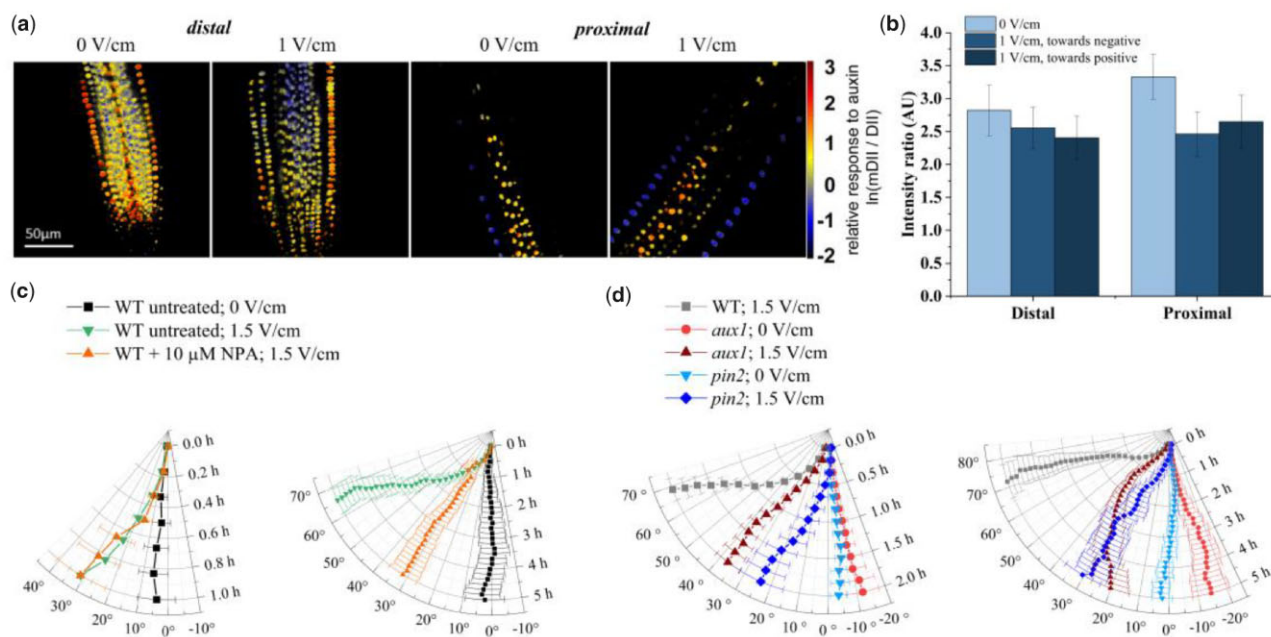 (a)
distal
proximal
0 V/cm
1 V/cm
0 V/cm
1 V/cm
50μm
3
2
1
0
-1
-2
relative response to auxin
ln(mDII / DII)
(b)
0 V/cm
1 V/cm, towards negative
1 V/cm, towards positive
4.0
3.5
3.0
2.5
2.0
1.5
1.0
0.5
0.0
Intensity ratio (AU)
Distal
Proximal
(c)
WT untreated; 0 V/cm
WT untreated; 1.5 V/cm
WT + 10 μM NPA; 1.5 V/cm
0.0 h
0.2 h
0.4 h
0.6 h
0.8 h
1.0 h
40°
30°
20°
10°
0°
-10°
0 h
1 h
2 h
3 h
4 h
5 h
70°
60°
50°
40°
30°
20°
10°
0°
-10°
(d)
WT; 1.5 V/cm
aux1; 0 V/cm
aux1; 1.5 V/cm
pin2; 0 V/cm
pin2; 1.5 V/cm
0.0 h
0.5 h
1.0 h
1.5 h
2.0 h
70°
60°
50°
40°
30°
20°
10°
0°
-10°
-20°
0 h
1 h
2 h
3 h
4 h
5 h
80°
70°
60°
50°
40°
30°
20°
10°
0°
-10°
-20°